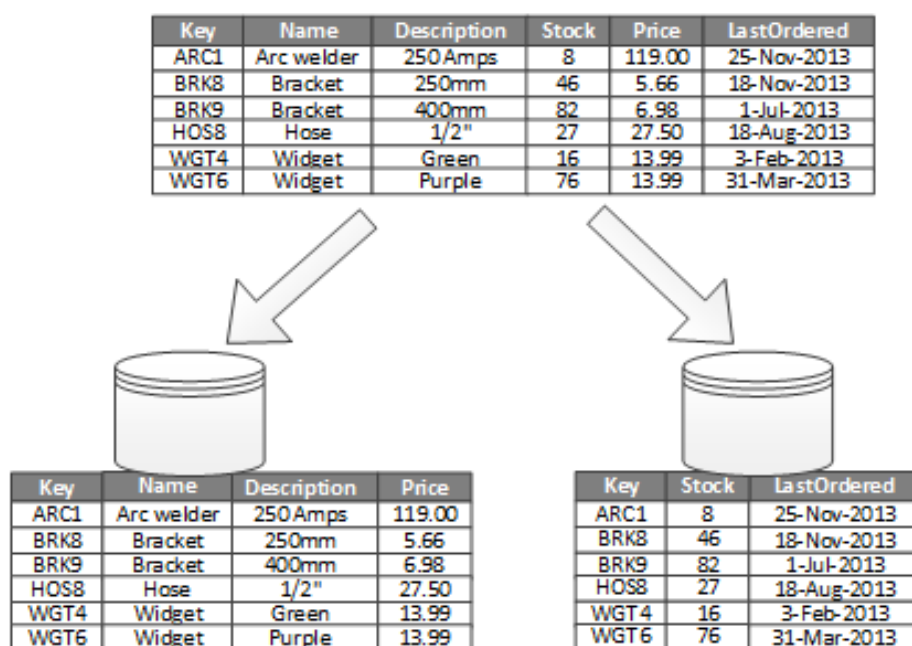 Key Name Description Stock Price LastOrdered
ARC1 Arc welder 250 Amps 8 119.00 25-Nov-2013
BRK8 Bracket 250mm 46 5.66 18-Nov-2013
BRK9 Bracket 400mm 82 6.98 1-Jul-2013
HOS8 Hose 1/2" 27 27.50 18-Aug-2013
WGT4 Widget Green 16 13.99 3-Feb-2013
WGT6 Widget Purple 76 13.99 31-Mar-2013
Key Name Description Price
ARC1 Arc welder 250 Amps 119.00
BRK8 Bracket 250mm 5.66
BRK9 Bracket 400mm 6.98
HOS8 Hose 1/2" 27.50
WGT4 Widget Green 13.99
WGT6 Widget Purple 13.99
Key Stock LastOrdered
ARC1 8 25-Nov-2013
BRK8 46 18-Nov-2013
BRK9 82 1-Jul-2013
HOS8 27 18-Aug-2013
WGT4 16 3-Feb-2013
WGT6 76 31-Mar-2013